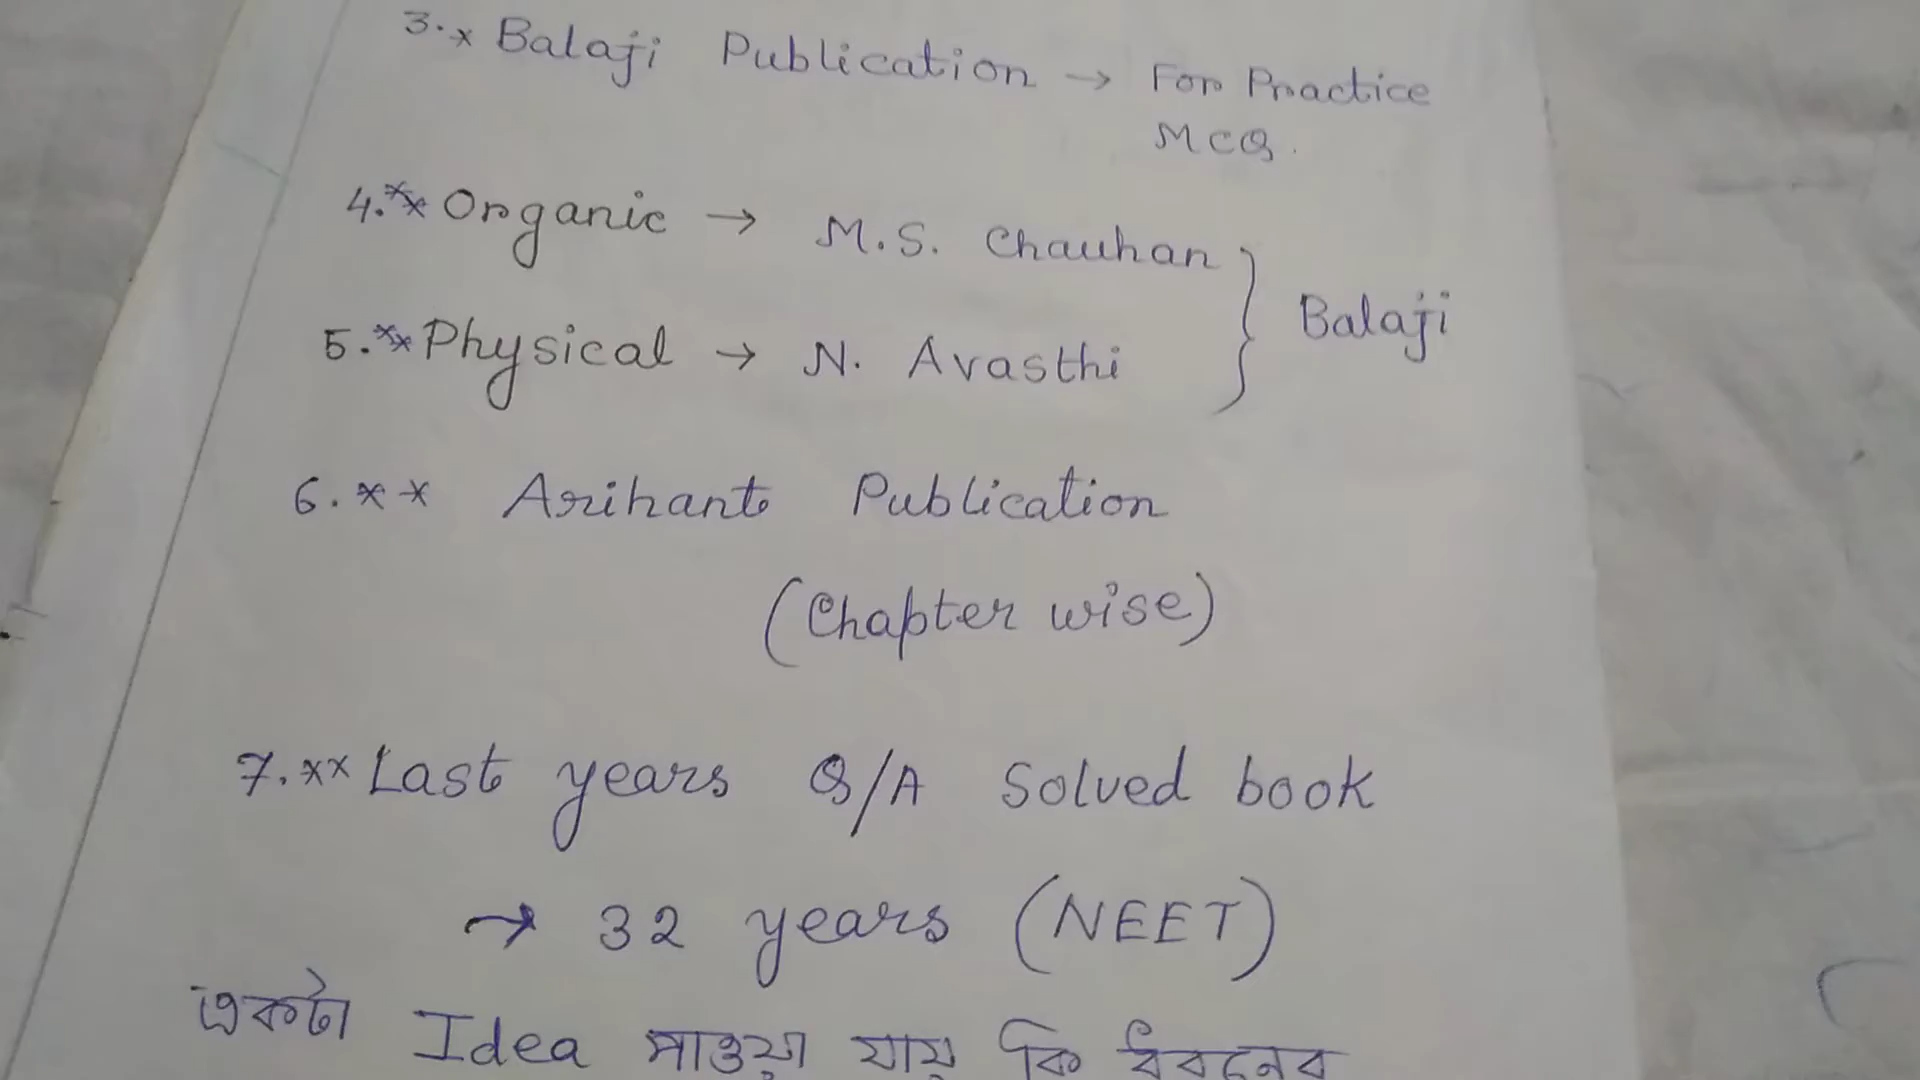 3.* Balaji Publication → For Practice
MCQ.
4.** Organic → M.S. Chauhan
5.** Physical → N. Avasthi } Balaji
6.** Arihant Publication
(Chapter wise)
7.** Last years Q/A Solved book
→ 32 years (NEET)
একটা Idea পাওয়া যায় কি ধরনের